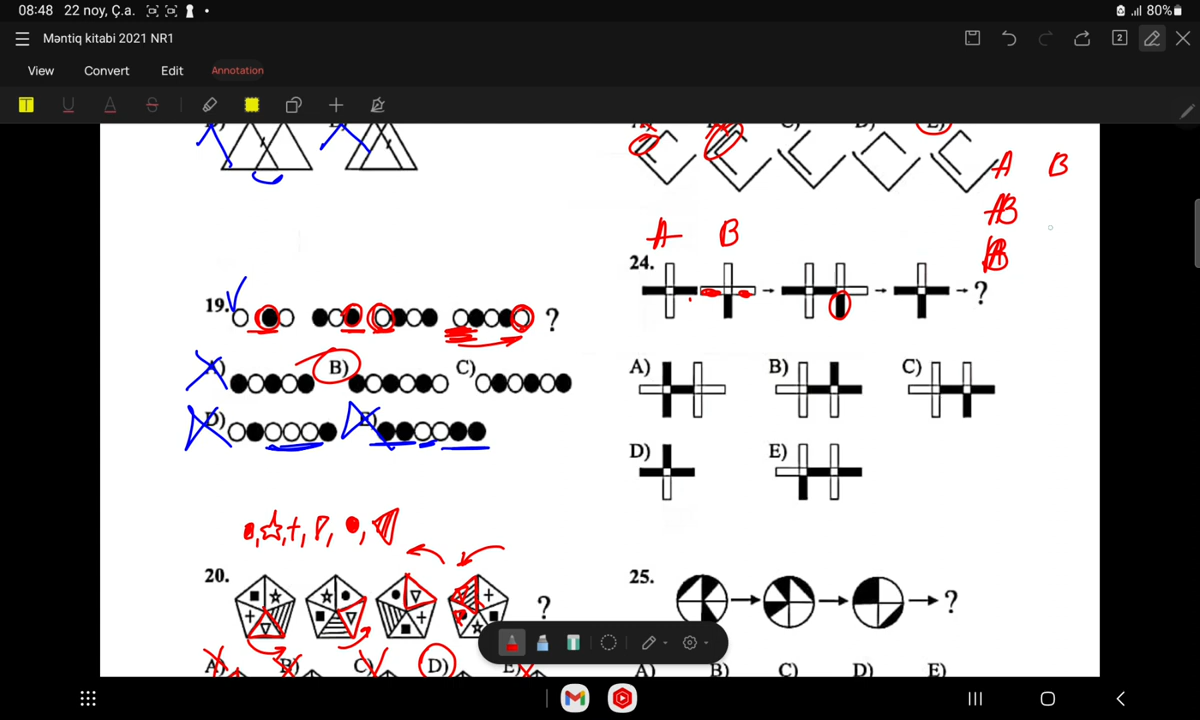 08:48 22 noy, Ç.a. 80%
Məntiq kitabi 2021 NR1
2
View Convert Edit Annotation
T U A S
A B
AB
A B
24.
?
19.
?
A) B) C)
A) B) C)
D) E)
D) E)
20.
?
25.
?
A) B) C) D) E)
A) B) C) D) E)